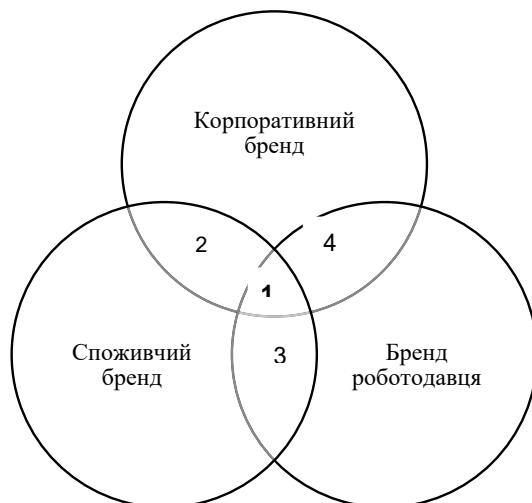 Корпоративний
бренд
2
4
1
Споживчий
бренд
3
Бренд
роботодавця